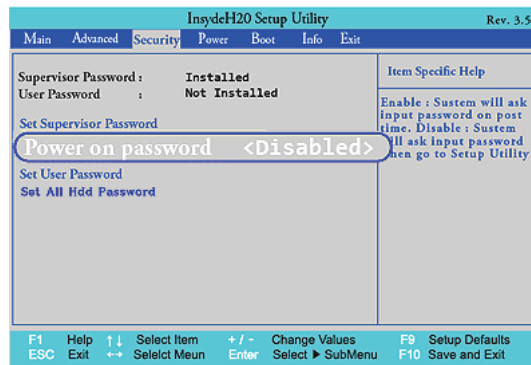 InsydeH20 Setup Utility Rev. 3.5
Main Advanced Security Power Boot Info Exit
Supervisor Password : Installed
User Password : Not Installed
Set Supervisor Password
Power on password <Disabled>
Set User Password
Set All Hdd Password
Item Specific Help
Enable : Sustem will ask
input password on post
time. Disable : Sustem
ill ask input password
hen go to Setup Utility
F1 Help ↑↓ Select Item + / - Change Values F9 Setup Defaults
ESC Exit ↔ Selelct Meun Enter Select ▶ SubMenu F10 Save and Exit